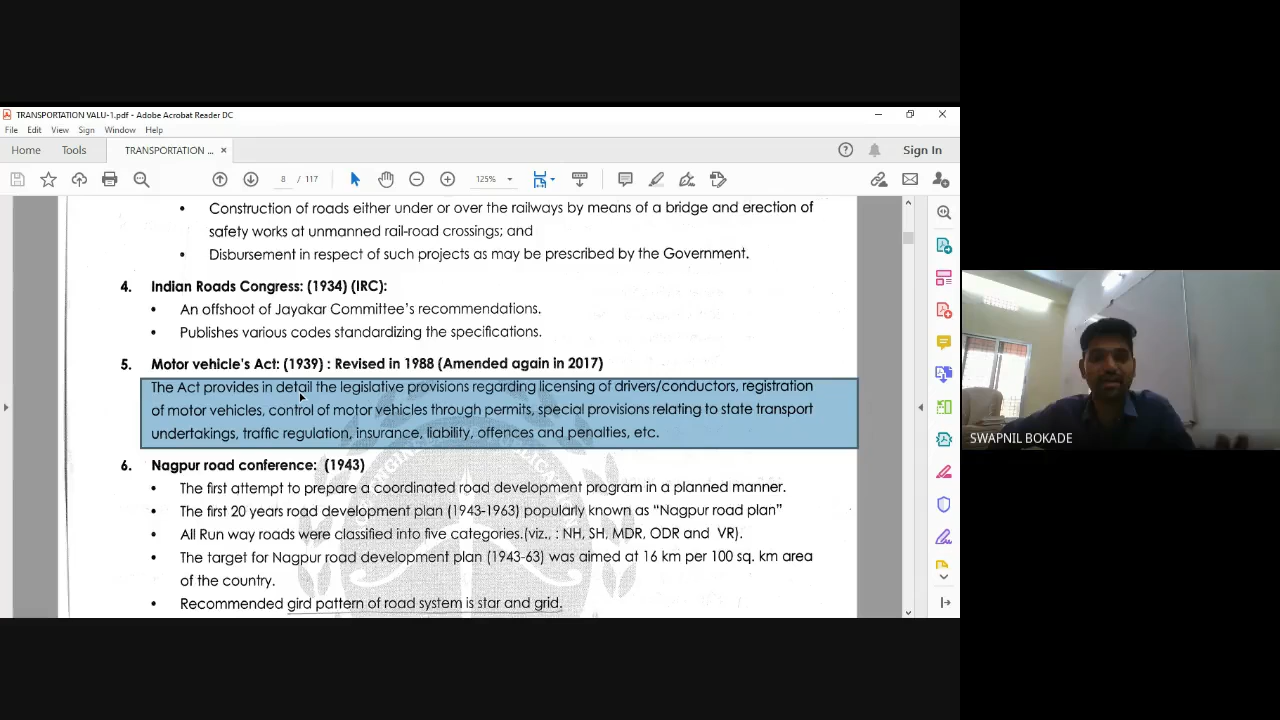 TRANSPORTATION VALU-1.pdf - Adobe Acrobat Reader DC
File Edit View Sign Window Help
Home Tools TRANSPORTATION ... × Sign In
8 / 117 125%
• Construction of roads either under or over the railways by means of a bridge and erection of
safety works at unmanned rail-road crossings; and
• Disbursement in respect of such projects as may be prescribed by the Government.
4. Indian Roads Congress: (1934) (IRC):
• An offshoot of Jayakar Committee's recommendations.
• Publishes various codes standardizing the specifications.
5. Motor vehicle's Act: (1939) : Revised in 1988 (Amended again in 2017)
The Act provides in detail the legislative provisions regarding licensing of drivers/conductors, registration
of motor vehicles, control of motor vehicles through permits, special provisions relating to state transport
undertakings, traffic regulation, insurance, liability, offences and penalties, etc.
6. Nagpur road conference: (1943)
• The first attempt to prepare a coordinated road development program in a planned manner.
• The first 20 years road development plan (1943-1963) popularly known as "Nagpur road plan"
• All Run way roads were classified into five categories.(viz., : NH, SH, MDR, ODR and VR).
• The target for Nagpur road development plan (1943-63) was aimed at 16 km per 100 sq. km area
of the country.
• Recommended gird pattern of road system is star and grid.
SWAPNIL BOKADE